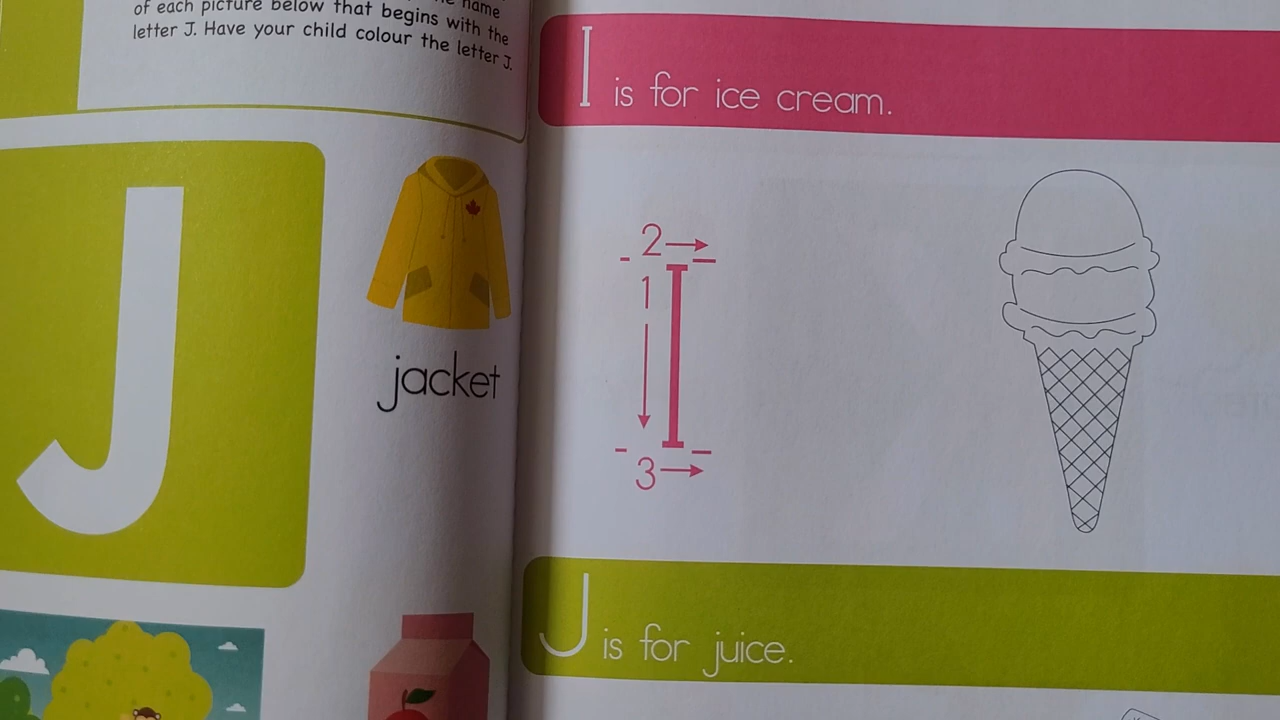 name
of each picture below that begins with the
letter J. Have your child colour the letter J.
J
jacket
I is for ice cream.
2
1
3
J is for juice.